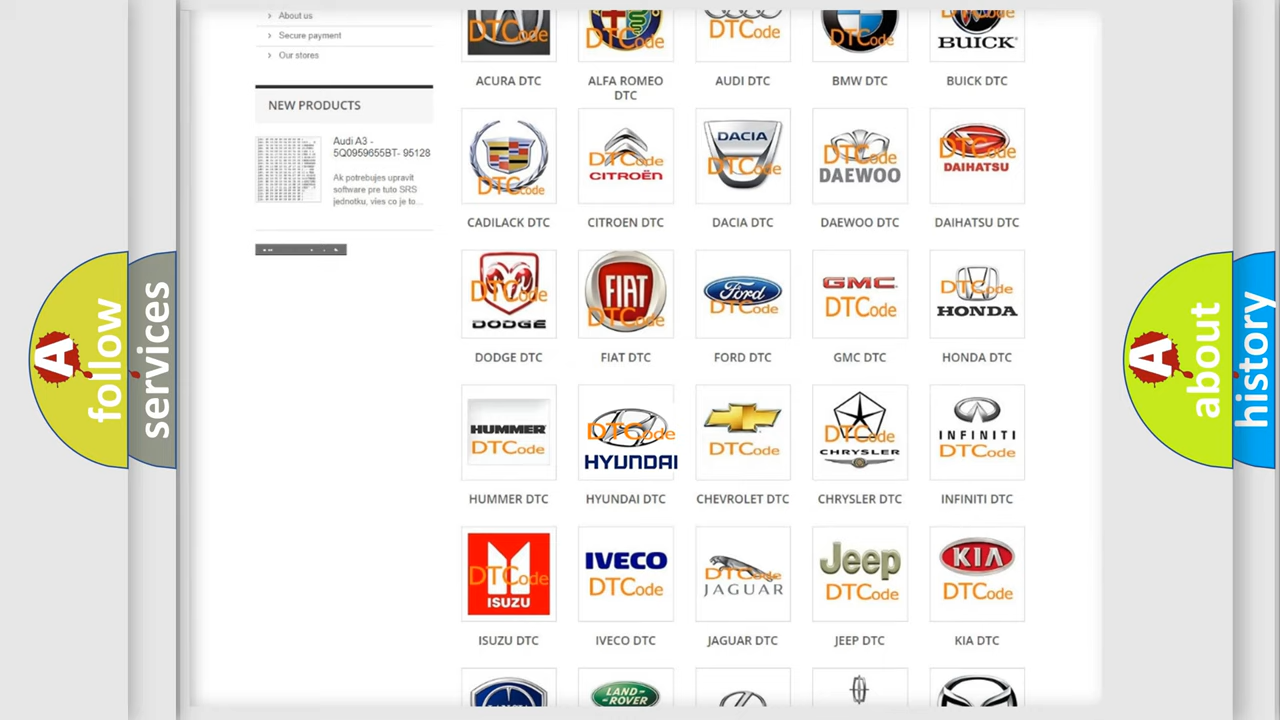 About us
Secure payment
Our stores
NEW PRODUCTS
Audi A3 -
5Q0959655BT- 95128
Ak potrebujes upravit
software pre tuto SRS
jednotku, vies co je to...
DTCode
DTCode
DTCode
DTCode
BUICK
ACURA DTC
ALFA ROMEO
DTC
AUDI DTC
BMW DTC
BUICK DTC
DTCode
DTCode
CITROËN
DACIA
DTCode
DTCode
DAEWOO
DTCode
DAIHATSU
CADILACK DTC
CITROEN DTC
DACIA DTC
DAEWOO DTC
DAIHATSU DTC
DTCode
DODGE
FIAT
DTCode
Ford
DTCode
GMC
DTCode
DTCode
HONDA
DODGE DTC
FIAT DTC
FORD DTC
GMC DTC
HONDA DTC
HUMMER
DTCode
DTCode
HYUNDAI
DTCode
DTCode
CHRYSLER
INFINITI
DTCode
HUMMER DTC
HYUNDAI DTC
CHEVROLET DTC
CHRYSLER DTC
INFINITI DTC
DTCode
ISUZU
IVECO
DTCode
DTCode
JAGUAR
Jeep
DTCode
KIA
DTCode
ISUZU DTC
IVECO DTC
JAGUAR DTC
JEEP DTC
KIA DTC
LAND-
ROVER
A
follow
services
A
about
history